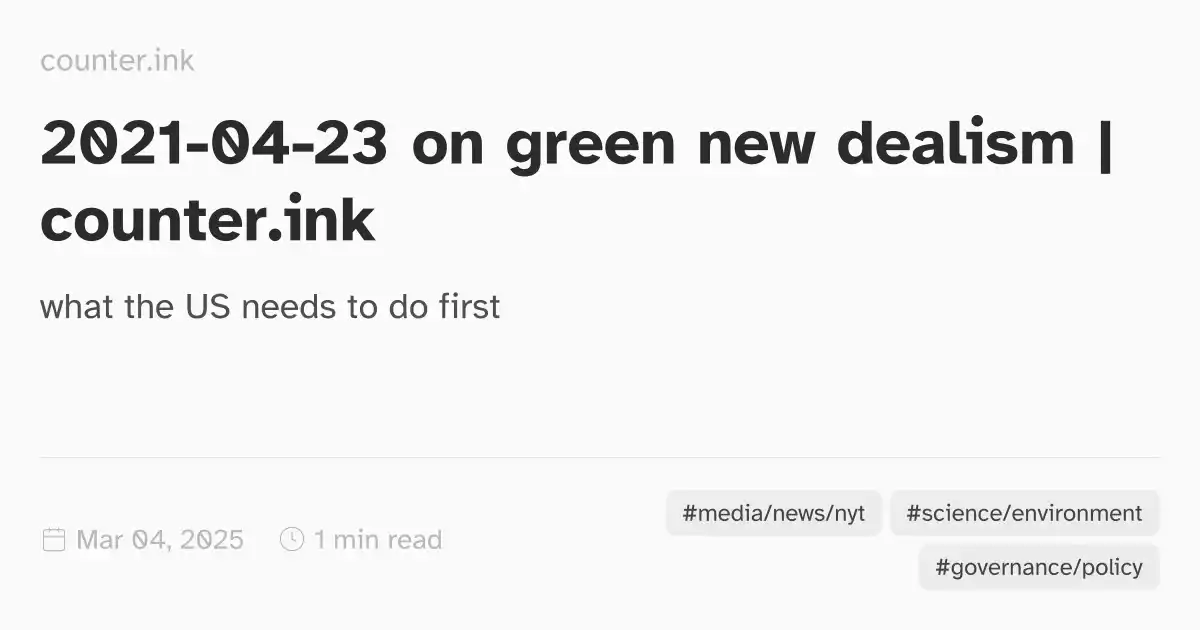 counter.ink
2021-04-23 on green new dealism |
counter.ink
what the US needs to do first
Mar 04, 2025
1 min read
#media/news/nyt
#science/environment
#governance/policy